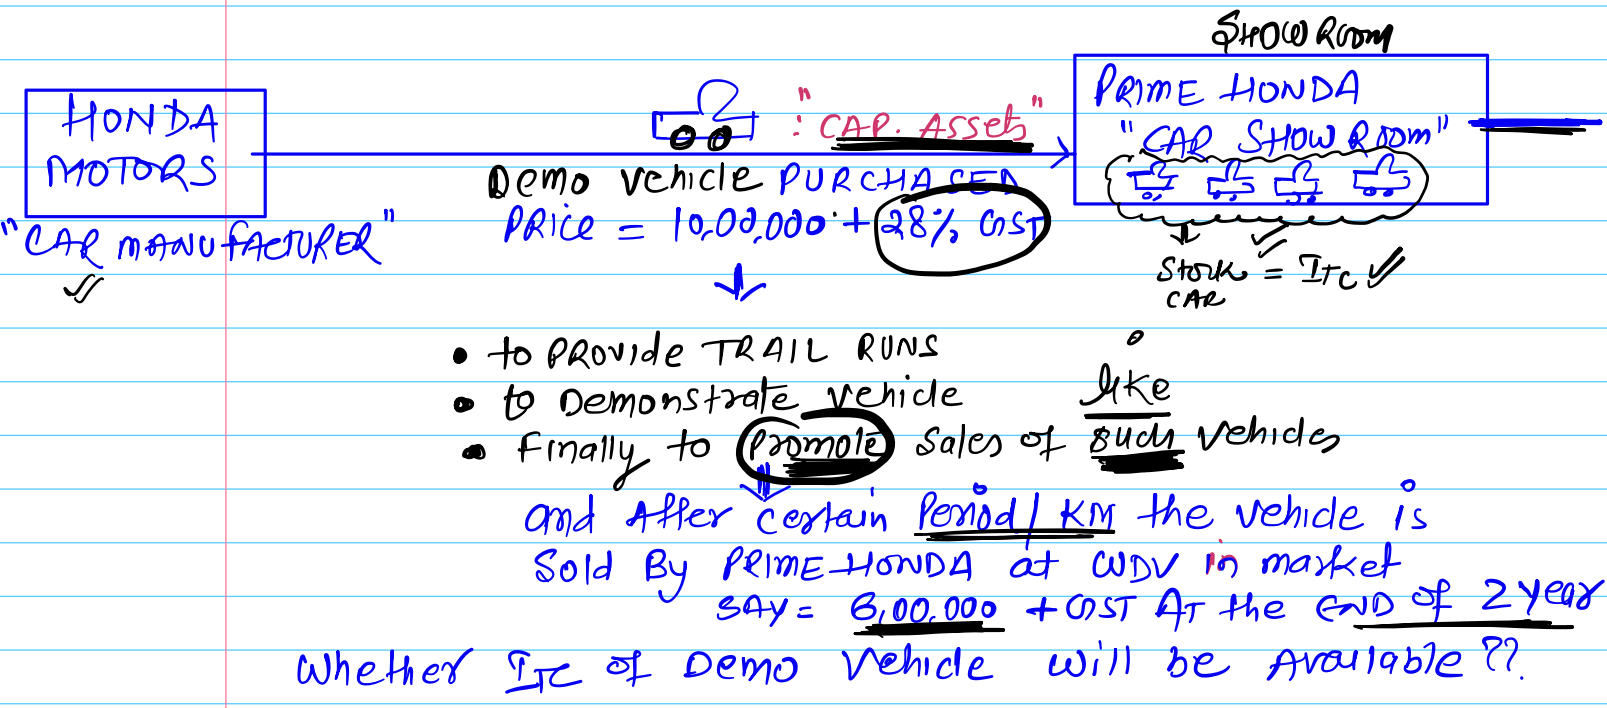 SHOW ROOM
HONDA
MOTORS
"CAR MANUFACTURER"
: "CAP. Assets"
Demo vehicle PURCHASED
PRICE = 10,00,000 + 28% GST
PRIME HONDA
"CAR SHOW ROOM"
Stock = ITC
CAR
• to PROVIDE TRAIL RUNS
• to Demonstrate vehicle
like
• Finally to Promote Sales of such vehicles
and After certain Period/KM the vehicle is
Sold By PRIME HONDA at WDV in market
SAY = 6,00,000 + GST AT the END of 2 year
Whether ITC of Demo Vehicle will be Available??